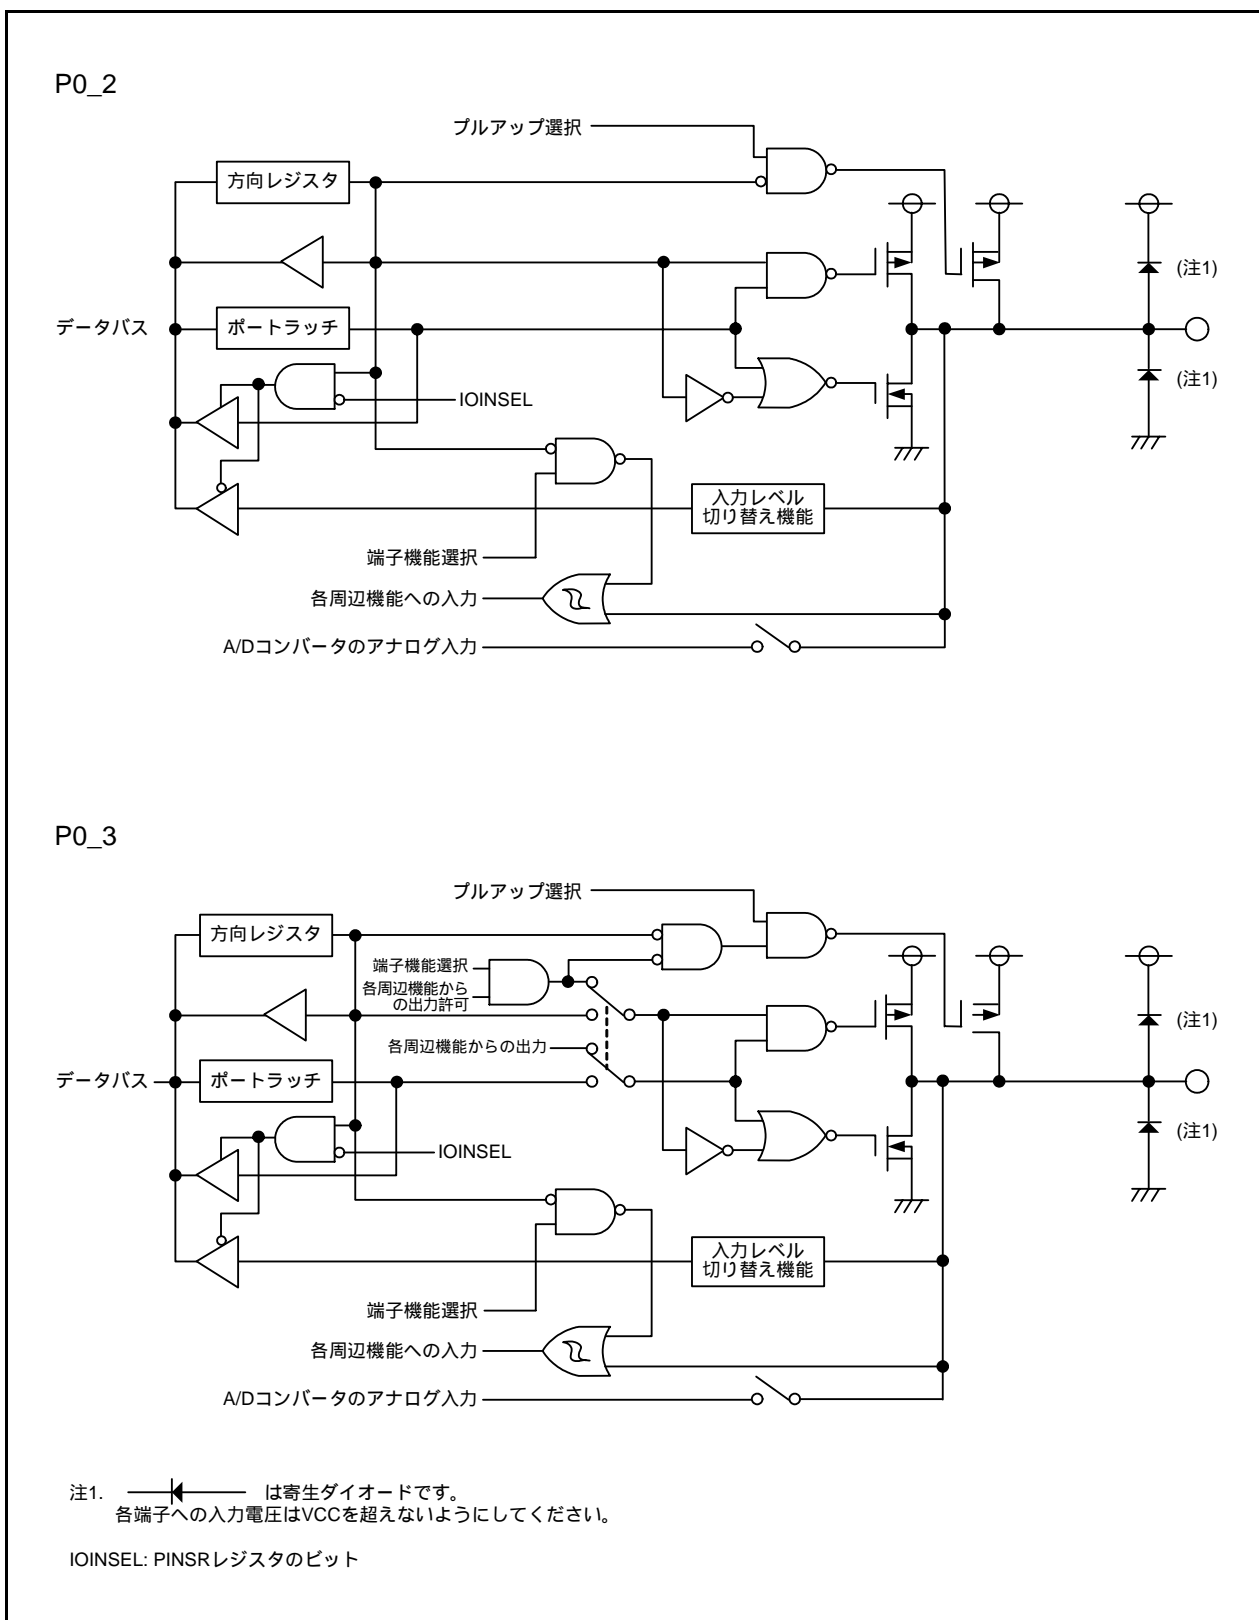 P0_2
プルアップ選択
方向レジスタ
(注1)
データバス
ポートラッチ
(注1)
IOINSEL
入力レベル
切り替え機能
端子機能選択
各周辺機能への入力
A/Dコンバータのアナログ入力
P0_3
プルアップ選択
方向レジスタ
端子機能選択
各周辺機能から
の出力許可
(注1)
各周辺機能からの出力
データバス
ポートラッチ
(注1)
IOINSEL
入力レベル
切り替え機能
端子機能選択
各周辺機能への入力
A/Dコンバータのアナログ入力
注1. は寄生ダイオードです。
各端子への入力電圧はVCCを超えないようにしてください。
IOINSEL: PINSRレジスタのビット